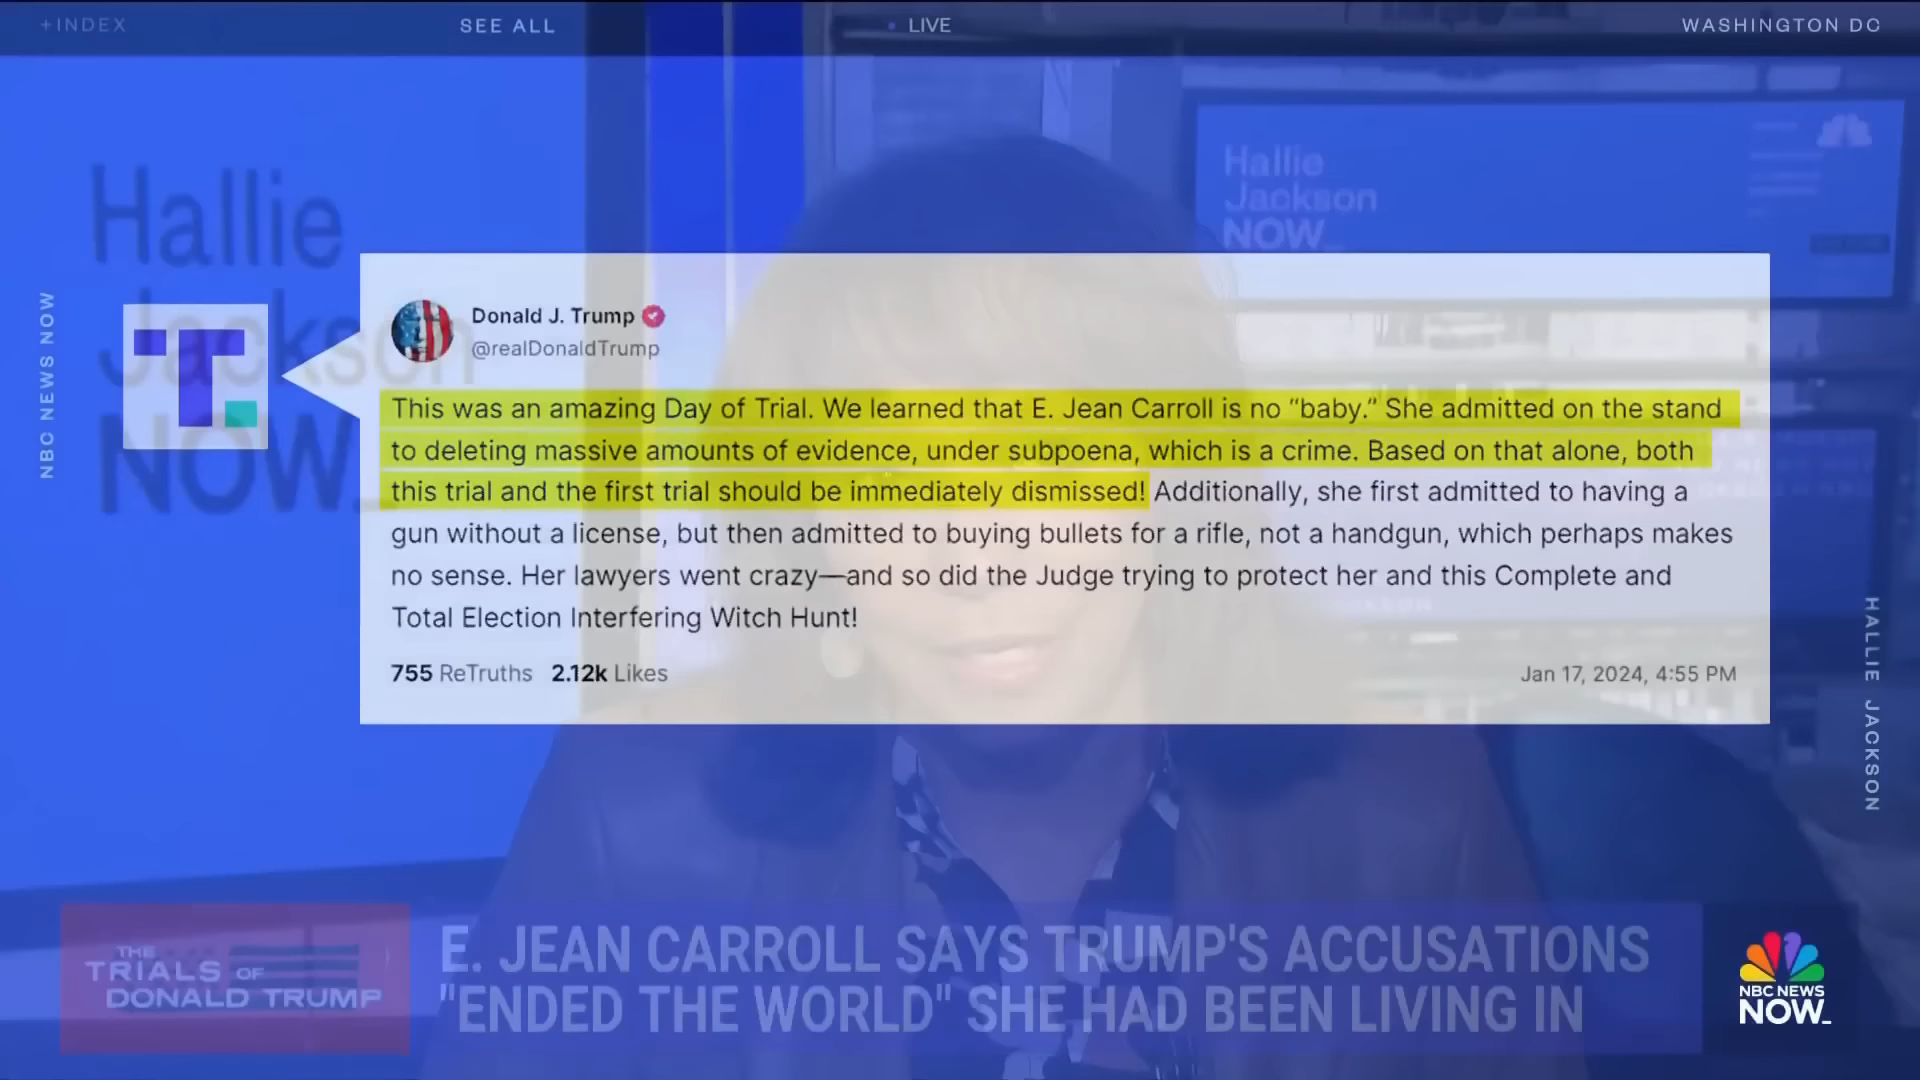 +INDEX
SEE ALL
LIVE
WASHINGTON DC
Hallie
Jackson
NOW_
Hallie
Jackson
NOW_
NBC NEWS NOW
Donald J. Trump
@realDonaldTrump
This was an amazing Day of Trial. We learned that E. Jean Carroll is no “baby.” She admitted on the stand
to deleting massive amounts of evidence, under subpoena, which is a crime. Based on that alone, both
this trial and the first trial should be immediately dismissed! Additionally, she first admitted to having a
gun without a license, but then admitted to buying bullets for a rifle, not a handgun, which perhaps makes
no sense. Her lawyers went crazy—and so did the Judge trying to protect her and this Complete and
Total Election Interfering Witch Hunt!
755 ReTruths 2.12k Likes
Jan 17, 2024, 4:55 PM
HALLIE JACKSON
THE
TRIALS OF
DONALD TRUMP
E. JEAN CARROLL SAYS TRUMP'S ACCUSATIONS
"ENDED THE WORLD" SHE HAD BEEN LIVING IN
NBC NEWS
NOW_